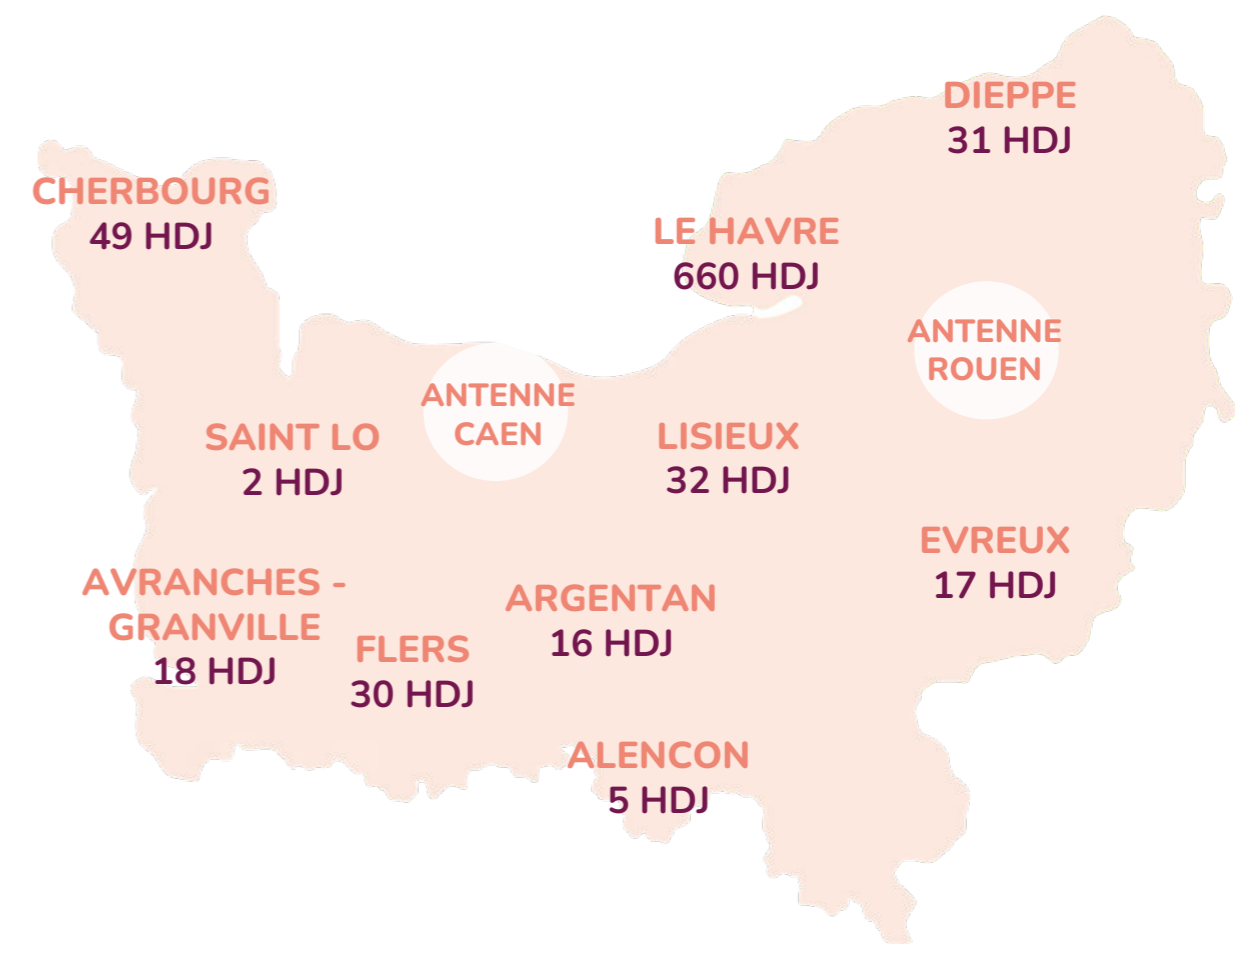 DIEPPE
31 HDJ
CHERBOURG
49 HDJ
LE HAVRE
660 HDJ
ANTENNE
ROUEN
ANTENNE
CAEN
SAINT LO
2 HDJ
LISIEUX
32 HDJ
EVREUX
17 HDJ
AVRANCHES -
GRANVILLE
18 HDJ
ARGENTAN
16 HDJ
FLERS
30 HDJ
ALENCON
5 HDJ